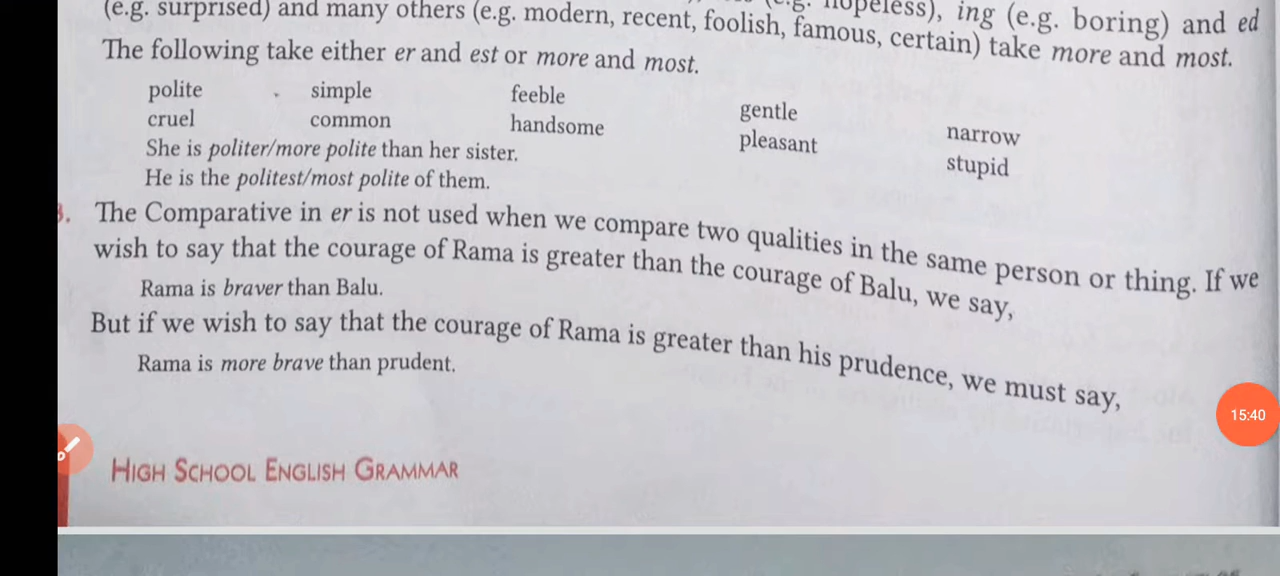 (e.g. surprised) and many others (e.g. modern, recent, foolish, famous, certain) take more and most.
hopeless), ing (e.g. boring) and ed
The following take either er and est or more and most.
polite simple feeble gentle narrow
cruel common handsome pleasant stupid
She is politer/more polite than her sister.
He is the politest/most polite of them.
3. The Comparative in er is not used when we compare two qualities in the same person or thing. If we
wish to say that the courage of Rama is greater than the courage of Balu, we say,
Rama is braver than Balu.
But if we wish to say that the courage of Rama is greater than his prudence, we must say,
Rama is more brave than prudent.
15:40
HIGH SCHOOL ENGLISH GRAMMAR